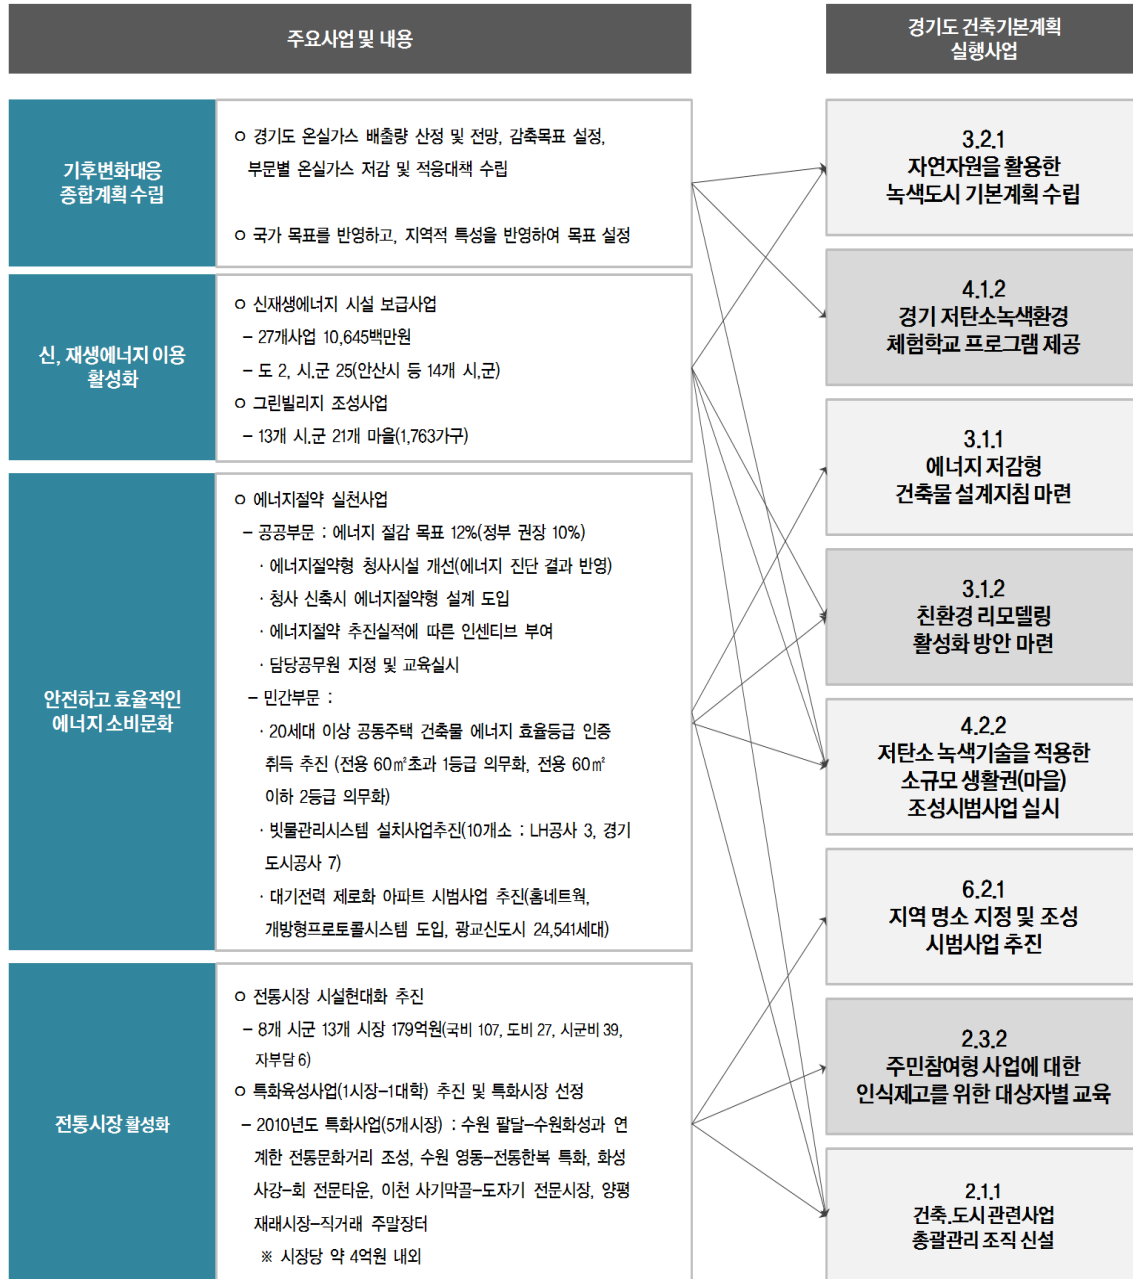 주요사업 및 내용
경기도 건축기본계획
실행사업
기후변화대응
종합계획 수립
ㅇ 경기도 온실가스 배출량 산정 및 전망, 감축목표 설정,
부문별 온실가스 저감 및 적응대책 수립
ㅇ 국가 목표를 반영하고, 지역적 특성을 반영하여 목표 설정
신, 재생에너지 이용
활성화
ㅇ 신재생에너지 시설 보급사업
- 27개사업 10,645백만원
- 도 2, 시.군 25(안산시 등 14개 시,군)
ㅇ 그린빌리지 조성사업
- 13개 시.군 21개 마을(1,763가구)
안전하고 효율적인
에너지 소비문화
ㅇ 에너지절약 실천사업
- 공공부문 : 에너지 절감 목표 12%(정부 권장 10%)
· 에너지절약형 청사시설 개선(에너지 진단 결과 반영)
· 청사 신축시 에너지절약형 설계 도입
· 에너지절약 추진실적에 따른 인센티브 부여
· 담당공무원 지정 및 교육실시
- 민간부문 :
· 20세대 이상 공동주택 건축물 에너지 효율등급 인증
취득 추진 (전용 60㎡초과 1등급 의무화, 전용 60㎡
이하 2등급 의무화)
· 빗물관리시스템 설치사업추진(10개소 : LH공사 3, 경기
도시공사 7)
· 대기전력 제로화 아파트 시범사업 추진(홈네트웍,
개방형프로토콜시스템 도입, 광교신도시 24,541세대)
전통시장 활성화
ㅇ 전통시장 시설현대화 추진
- 8개 시군 13개 시장 179억원(국비 107, 도비 27, 시군비 39,
자부담 6)
ㅇ 특화육성사업(1시장-1대학) 추진 및 특화시장 선정
- 2010년도 특화사업(5개시장) : 수원 팔달-수원화성과 연
계한 전통문화거리 조성, 수원 영동-전통한복 특화, 화성
사강-회 전문타운, 이천 사기막골-도자기 전문시장, 양평
재래시장-직거래 주말장터
※ 시장당 약 4억원 내외
3.2.1
자연자원을 활용한
녹색도시 기본계획 수립
4.1.2
경기 저탄소녹색환경
체험학교 프로그램 제공
3.1.1
에너지 저감형
건축물 설계지침 마련
3.1.2
친환경 리모델링
활성화 방안 마련
4.2.2
저탄소 녹색기술을 적용한
소규모 생활권(마을)
조성시범사업 실시
6.2.1
지역 명소 지정 및 조성
시범사업 추진
2.3.2
주민참여형 사업에 대한
인식제고를 위한 대상자별 교육
2.1.1
건축.도시 관련사업
총괄관리 조직 신설